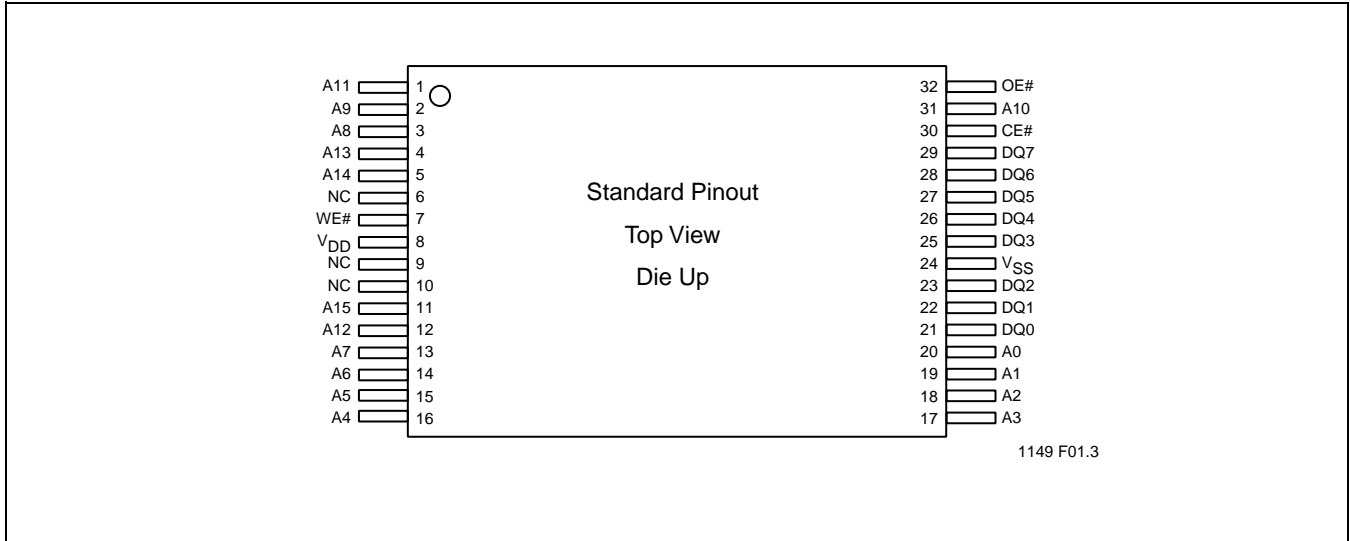 A11 1 32 OE#
A9 2 31 A10
A8 3 30 CE#
A13 4 29 DQ7
A14 5 28 DQ6
NC 6 Standard Pinout 27 DQ5
WE# 7 26 DQ4
VDD 8 Top View 25 DQ3
NC 9 24 VSS
NC 10 Die Up 23 DQ2
A15 11 22 DQ1
A12 12 21 DQ0
A7 13 20 A0
A6 14 19 A1
A5 15 18 A2
A4 16 17 A3
1149 F01.3